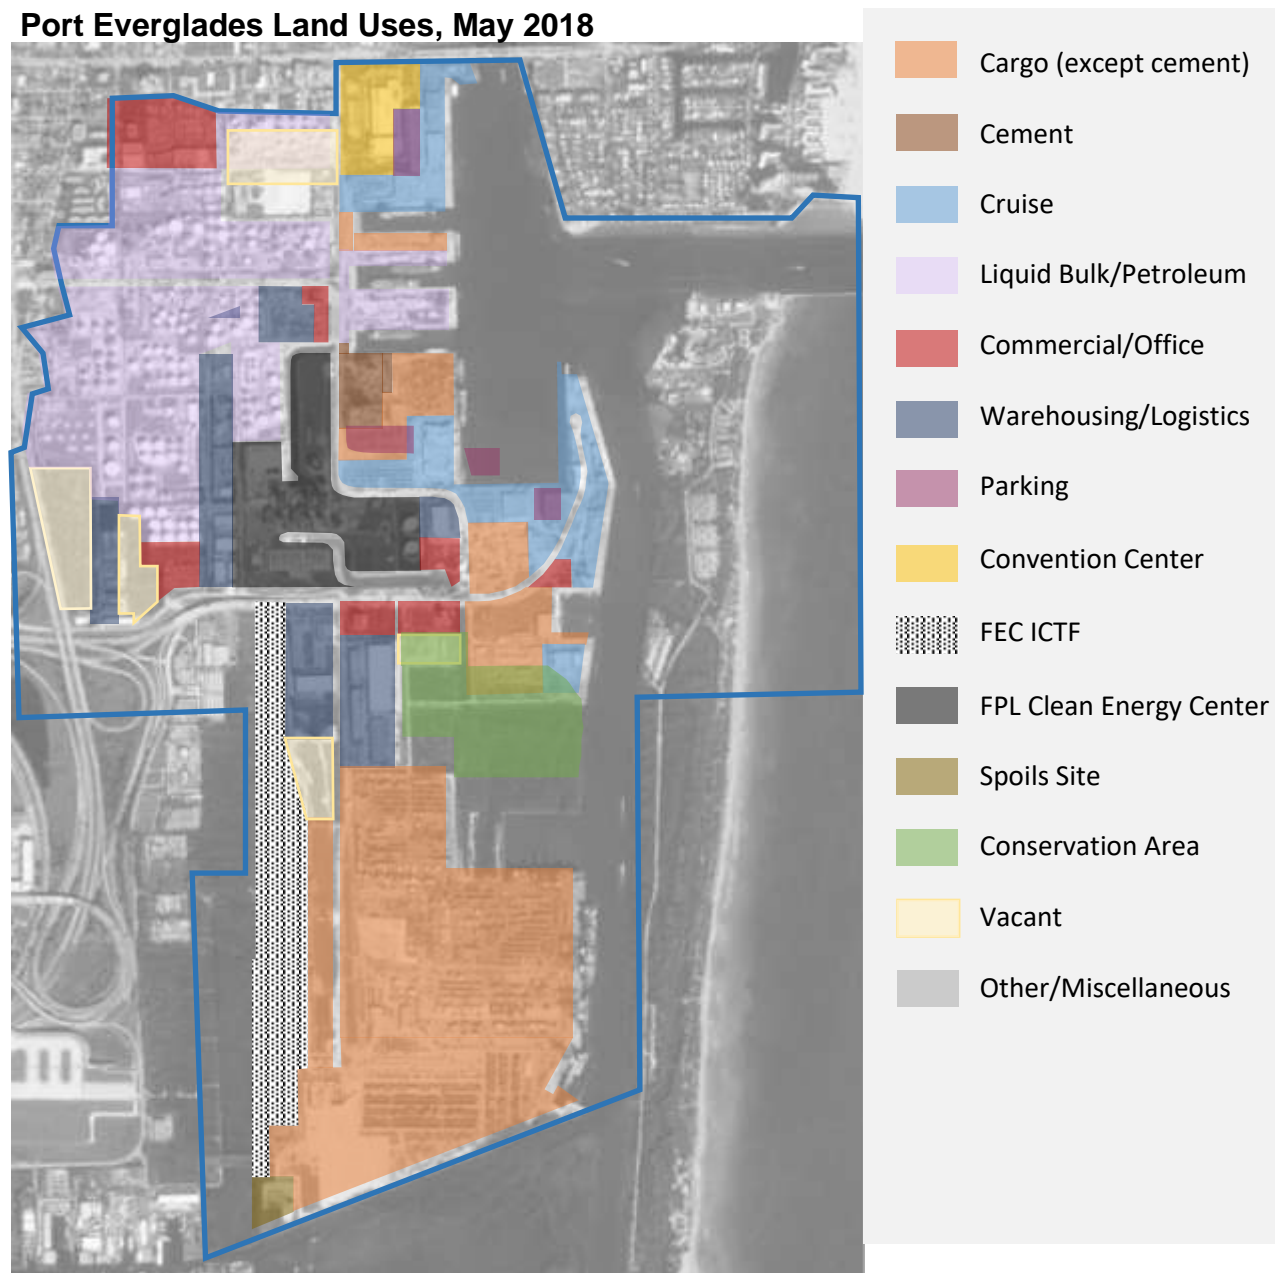 Port Everglades Land Uses, May 2018
Cargo (except cement)
Cement
Cruise
Liquid Bulk/Petroleum
Commercial/Office
Warehousing/Logistics
Parking
Convention Center
FEC ICTF
FPL Clean Energy Center
Spoils Site
Conservation Area
Vacant
Other/Miscellaneous